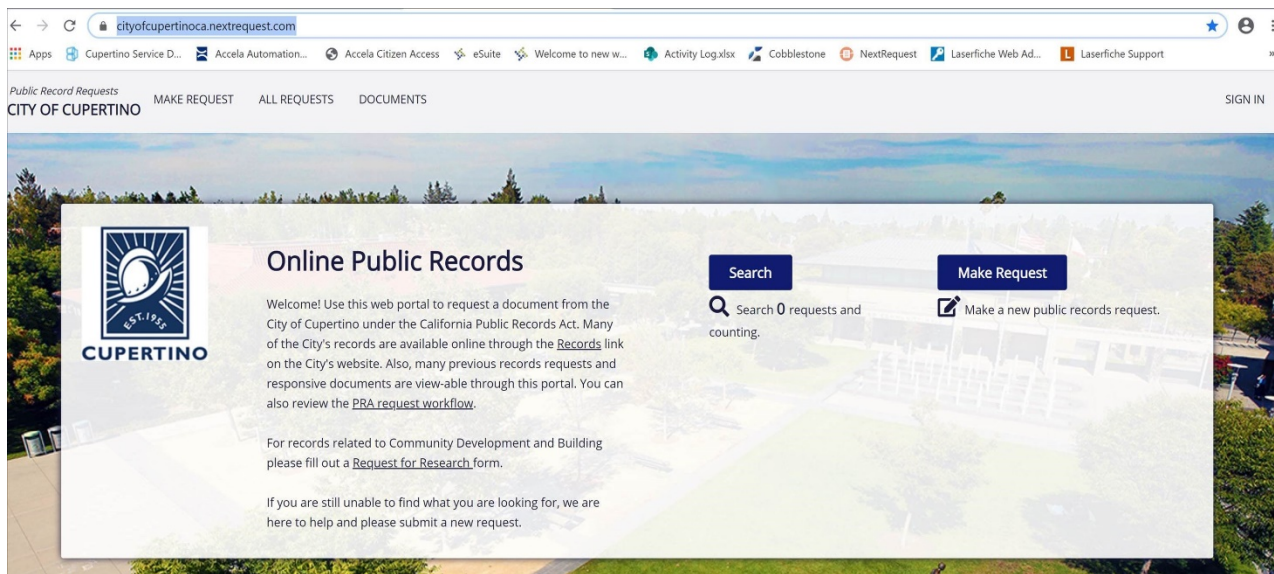 cityofcupertinoca.nextrequest.com
Apps Cupertino Service D... Accela Automation... Accela Citizen Access eSuite Welcome to new w... Activity Log.xlsx Cobblestone NextRequest Laserfiche Web Ad... L Laserfiche Support »
Public Record Requests
CITY OF CUPERTINO MAKE REQUEST ALL REQUESTS DOCUMENTS SIGN IN
EST. 1955
CUPERTINO
Online Public Records
Welcome! Use this web portal to request a document from the
City of Cupertino under the California Public Records Act. Many
of the City's records are available online through the Records link
on the City's website. Also, many previous records requests and
responsive documents are view-able through this portal. You can
also review the PRA request workflow.
For records related to Community Development and Building
please fill out a Request for Research form.
If you are still unable to find what you are looking for, we are
here to help and please submit a new request.
Search
Search 0 requests and
counting.
Make Request
Make a new public records request.